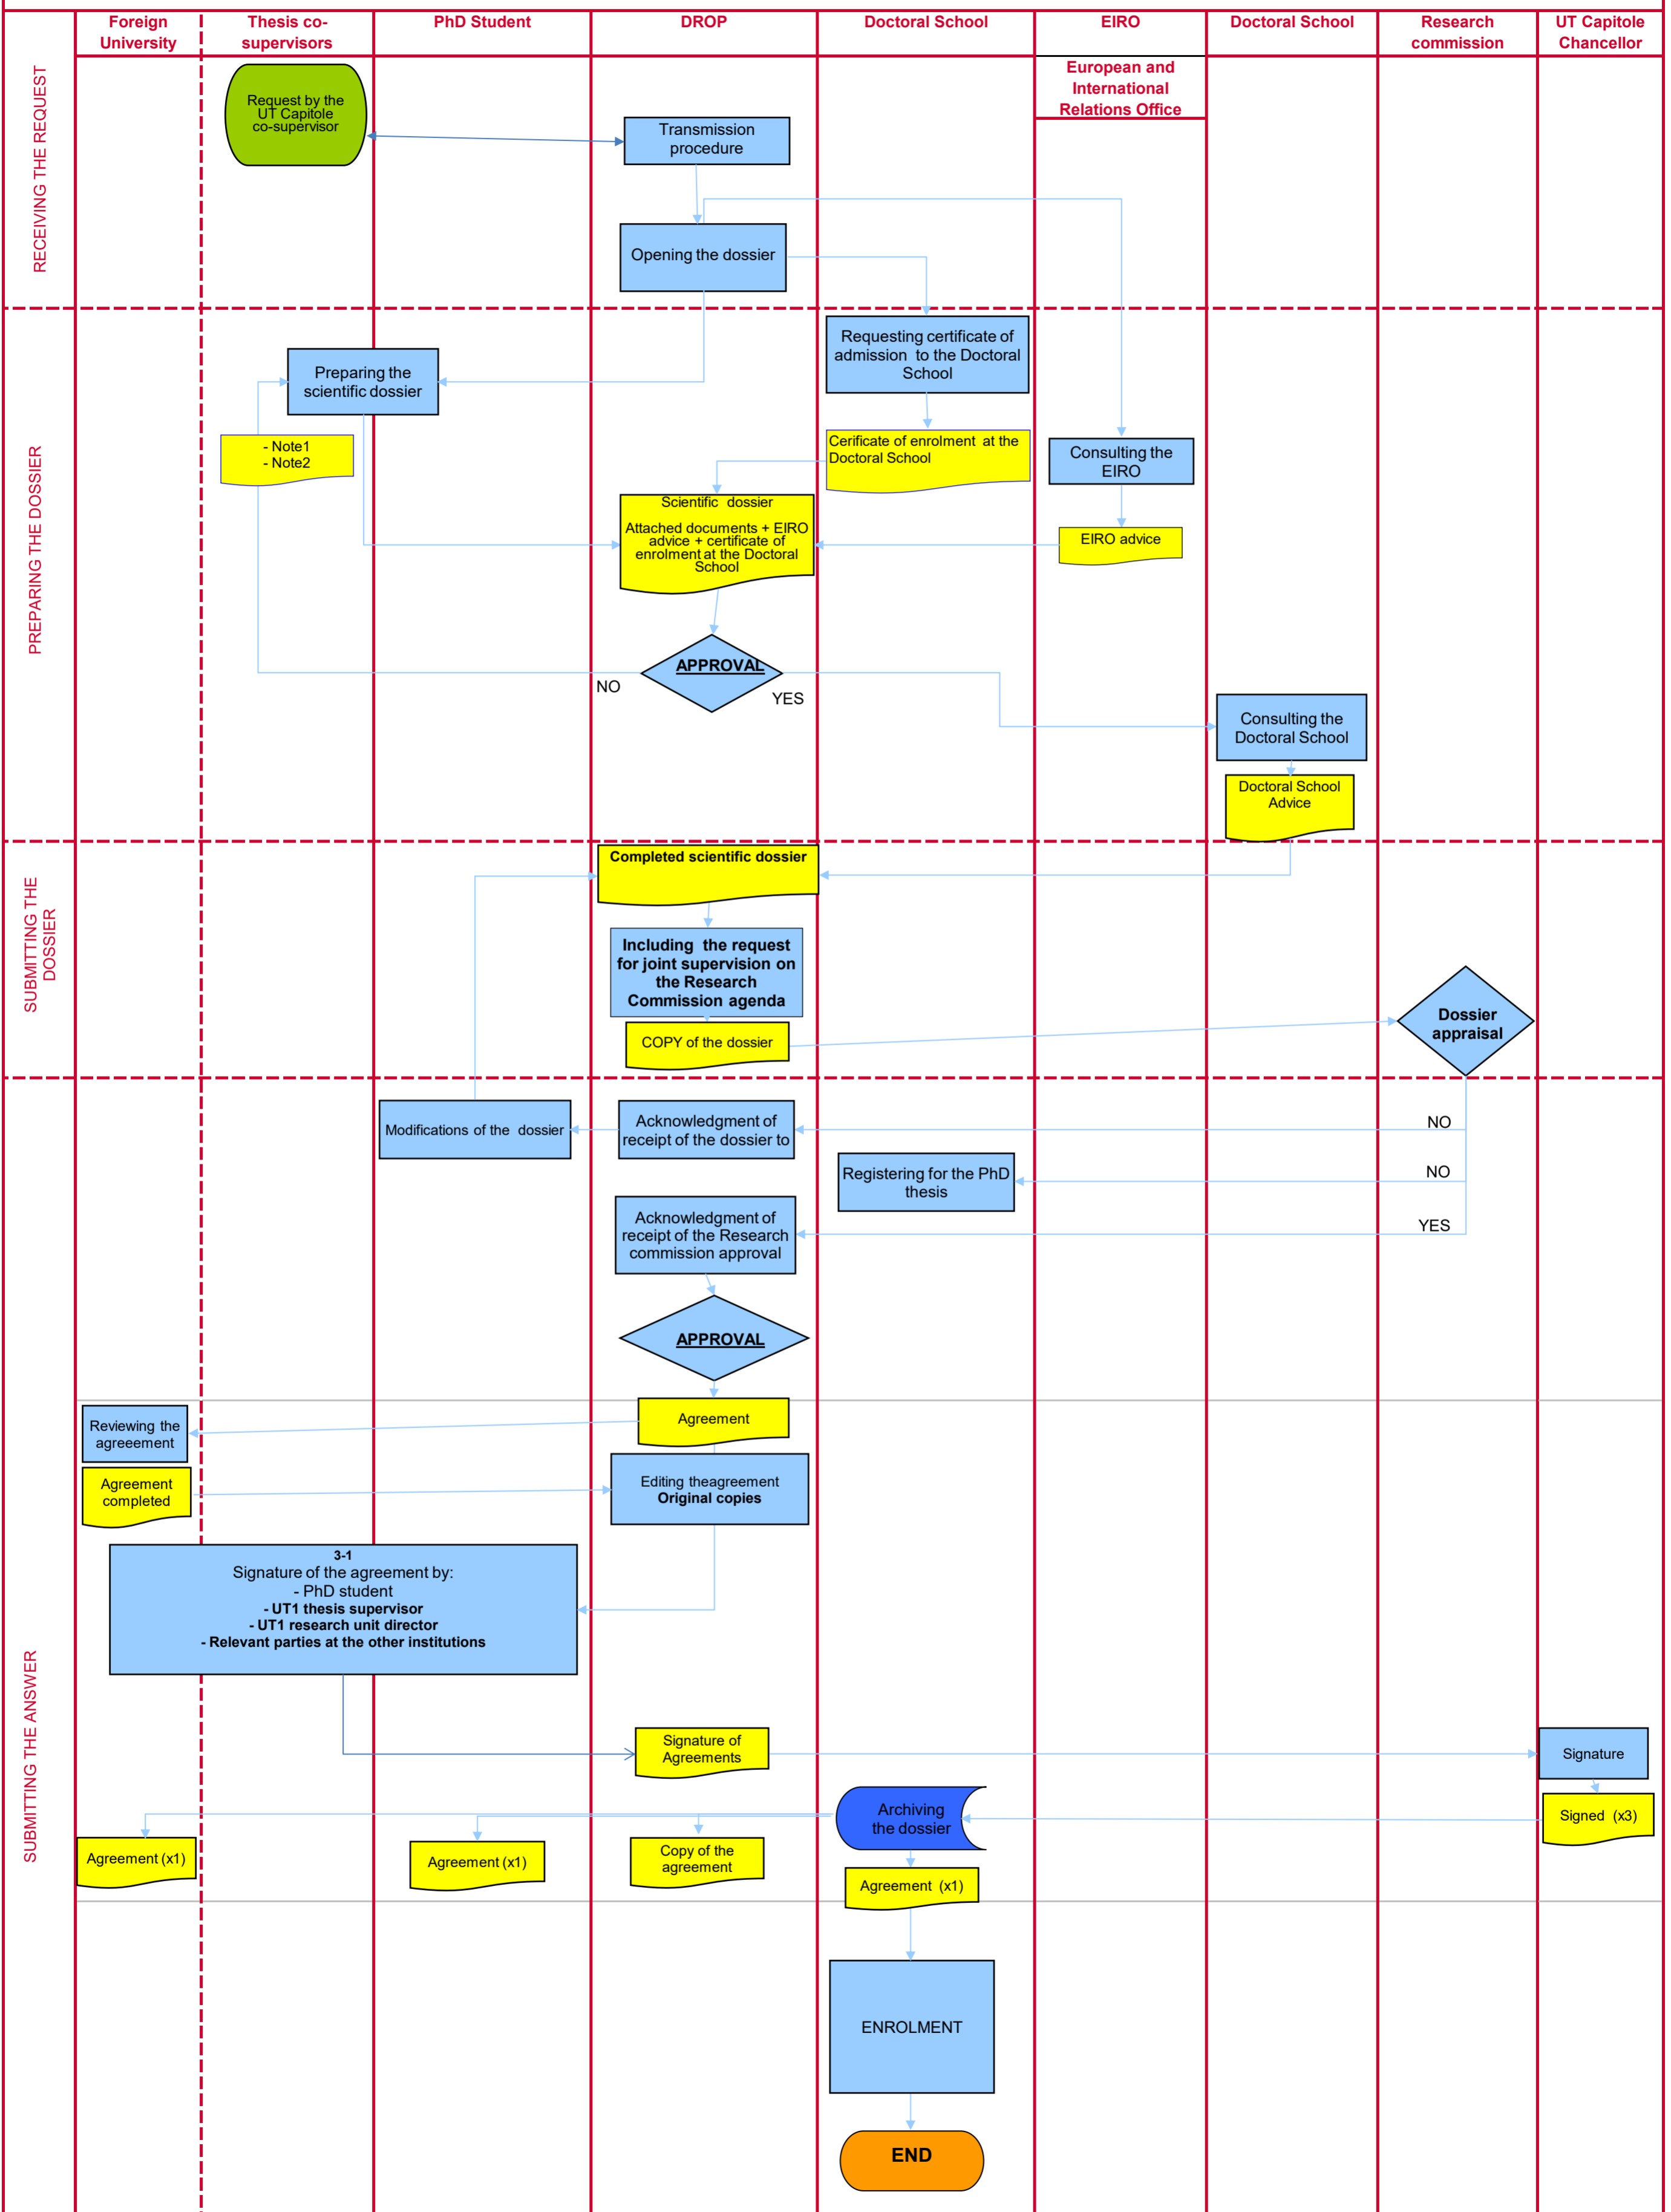 Foreign
University
Thesis co-
supervisors
PhD Student
DROP
Doctoral School
EIRO
Doctoral School
Research
commission
UT Capitole
Chancellor
European and
International
Relations Office
RECEIVING THE REQUEST
Request by the
UT Capitole
co-supervisor
Transmission
procedure
Opening the dossier
PREPARING THE DOSSIER
Requesting certificate of
admission to the Doctoral
School
Preparing the
scientific dossier
- Note1
- Note2
Cerificate of enrolment at the
Doctoral School
Consulting the
EIRO
Scientific dossier
Attached documents + EIRO
advice + certificate of
enrolment at the Doctoral
School
EIRO advice
APPROVAL
NO
YES
Consulting the
Doctoral School
Doctoral School
Advice
SUBMITTING THE
DOSSIER
Completed scientific dossier
Including the request
for joint supervision on
the Research
Commission agenda
COPY of the dossier
Dossier
appraisal
SUBMITTING THE ANSWER
Modifications of the dossier
Acknowledgment of
receipt of the dossier to
NO
Registering for the PhD
thesis
NO
Acknowledgment of
receipt of the Research
commission approval
YES
APPROVAL
Agreement
Reviewing the
agreeement
Agreement
completed
Editing theagreement
Original copies
3-1
Signature of the agreement by:
- PhD student
- UT1 thesis supervisor
- UT1 research unit director
- Relevant parties at the other institutions
Signature of
Agreements
Signature
Archiving
the dossier
Signed (x3)
Agreement (x1)
Agreement (x1)
Copy of the
agreement
Agreement (x1)
ENROLMENT
END